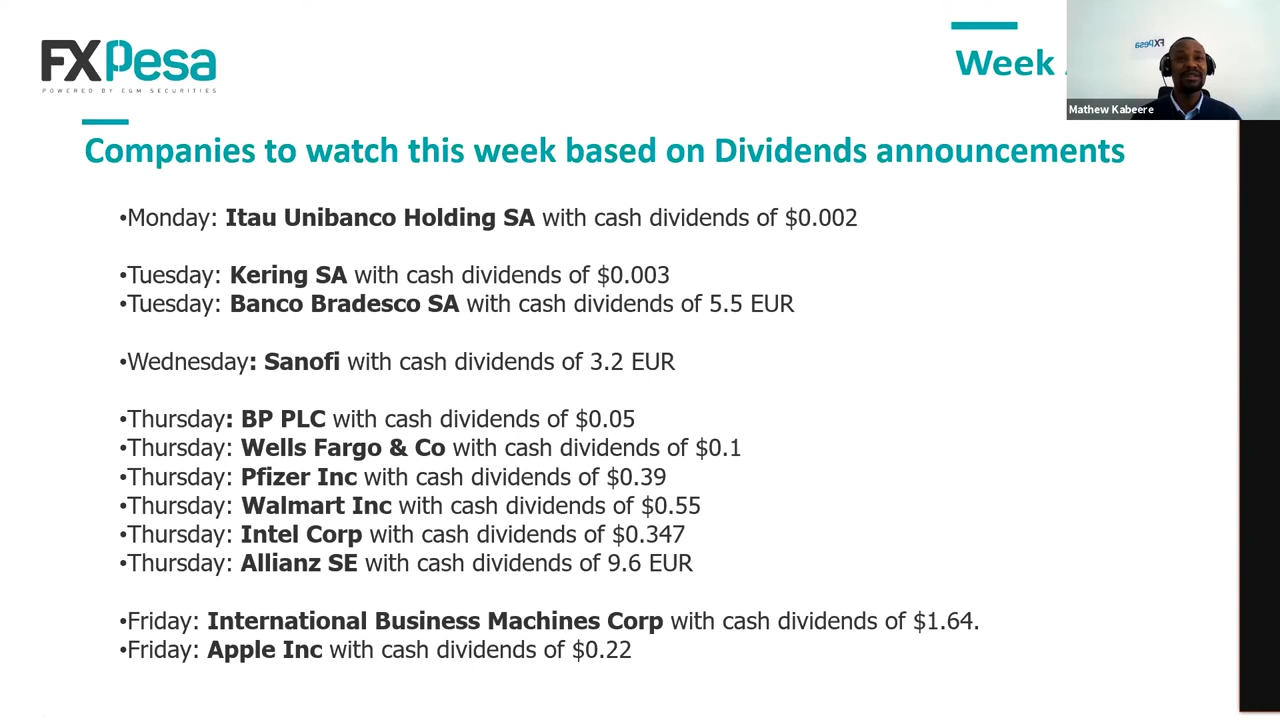 FXPesa
POWERED BY EGM SECURITIES
Week
Mathew Kabeere
Companies to watch this week based on Dividends announcements
•Monday: Itau Unibanco Holding SA with cash dividends of $0.002
•Tuesday: Kering SA with cash dividends of $0.003
•Tuesday: Banco Bradesco SA with cash dividends of 5.5 EUR
•Wednesday: Sanofi with cash dividends of 3.2 EUR
•Thursday: BP PLC with cash dividends of $0.05
•Thursday: Wells Fargo & Co with cash dividends of $0.1
•Thursday: Pfizer Inc with cash dividends of $0.39
•Thursday: Walmart Inc with cash dividends of $0.55
•Thursday: Intel Corp with cash dividends of $0.347
•Thursday: Allianz SE with cash dividends of 9.6 EUR
•Friday: International Business Machines Corp with cash dividends of $1.64.
•Friday: Apple Inc with cash dividends of $0.22